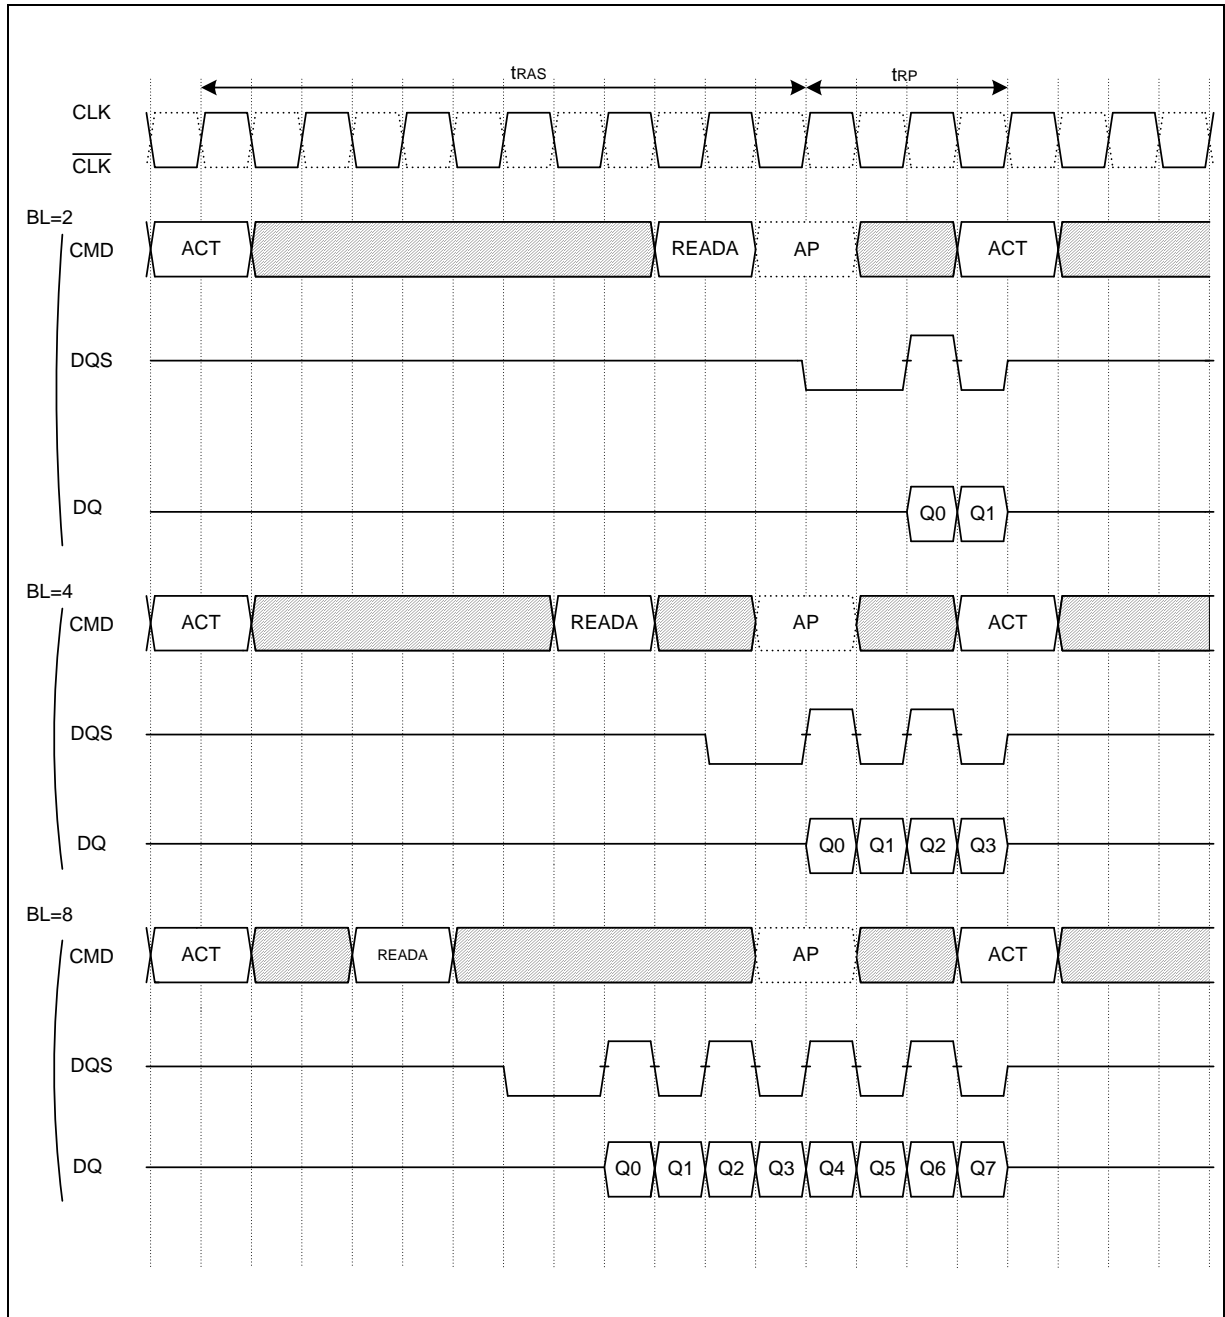 tRAS tRP
CLK
CLK
BL=2
CMD ACT READA AP ACT
DQS
DQ Q0 Q1
BL=4
CMD ACT READA AP ACT
DQS
DQ Q0 Q1 Q2 Q3
BL=8
CMD ACT READA AP ACT
DQS
DQ Q0 Q1 Q2 Q3 Q4 Q5 Q6 Q7